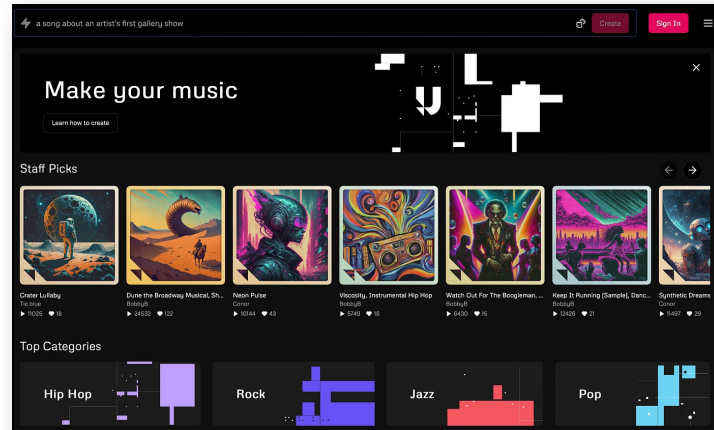 a song about an artist's first gallery show
Create
Sign In
Make your music
Learn how to create
Staff Picks
Crater Lullaby
Tie blue
11025 18
Dune the Broadway Musical, Sh...
BobbyB
24532 122
Neon Pulse
Conor
10144 43
Viscosity, Instrumental Hip Hop
BobbyB
5749 18
Watch Out For The Boogieman, ...
BobbyB
6430 15
Keep It Running [Sample], Danc...
BobbyB
12426 21
Synthetic Dreams
Conor
11497 29
Top Categories
Hip Hop
Rock
Jazz
Pop